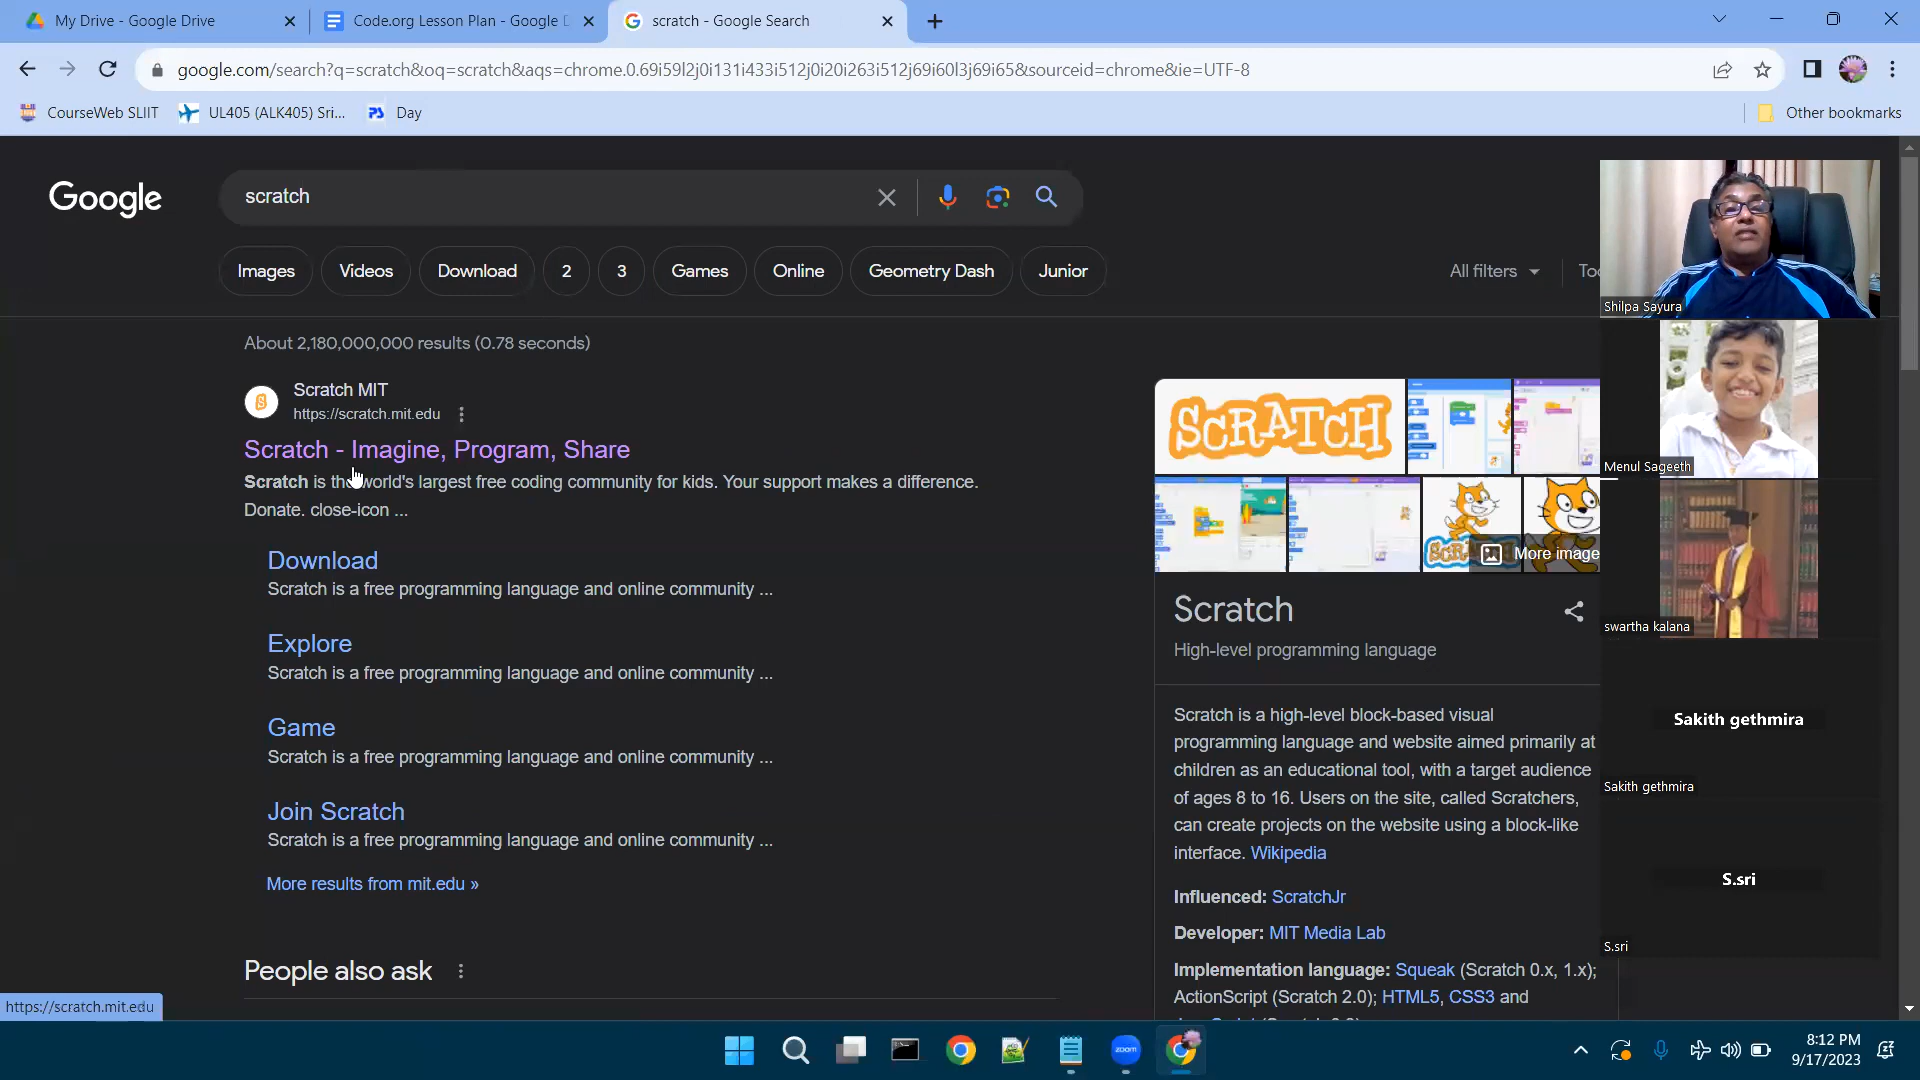 My Drive - Google Drive
Code.org Lesson Plan - Google D
scratch - Google Search
google.com/search?q=scratch&oq=scratch&aqs=chrome.0.69i59l2j0i131i433i512j0i20i263i512j69i60l3j69i65&sourceid=chrome&ie=UTF-8
CourseWeb SLIIT
UL405 (ALK405) Sri...
Day
Other bookmarks
Google
scratch
Images
Videos
Download
2
3
Games
Online
Geometry Dash
Junior
All filters
Too
About 2,180,000,000 results (0.78 seconds)
Scratch MIT
https://scratch.mit.edu
Scratch - Imagine, Program, Share
Scratch is the world's largest free coding community for kids. Your support makes a difference.
Donate. close-icon ...
Download
Scratch is a free programming language and online community ...
Explore
Scratch is a free programming language and online community ...
Game
Scratch is a free programming language and online community ...
Join Scratch
Scratch is a free programming language and online community ...
More results from mit.edu »
People also ask
https://scratch.mit.edu
SCRATCH
More image
Scratch
High-level programming language
Scratch is a high-level block-based visual
programming language and website aimed primarily at
children as an educational tool, with a target audience
of ages 8 to 16. Users on the site, called Scratchers,
can create projects on the website using a block-like
interface. Wikipedia
Influenced: ScratchJr
Developer: MIT Media Lab
Implementation language: Squeak (Scratch 0.x, 1.x);
ActionScript (Scratch 2.0); HTML5, CSS3 and
Shilpa Sayura
Menul Sageeth
swartha kalana
Sakith gethmira
Sakith gethmira
S.sri
S.sri
zoom
8:12 PM
9/17/2023